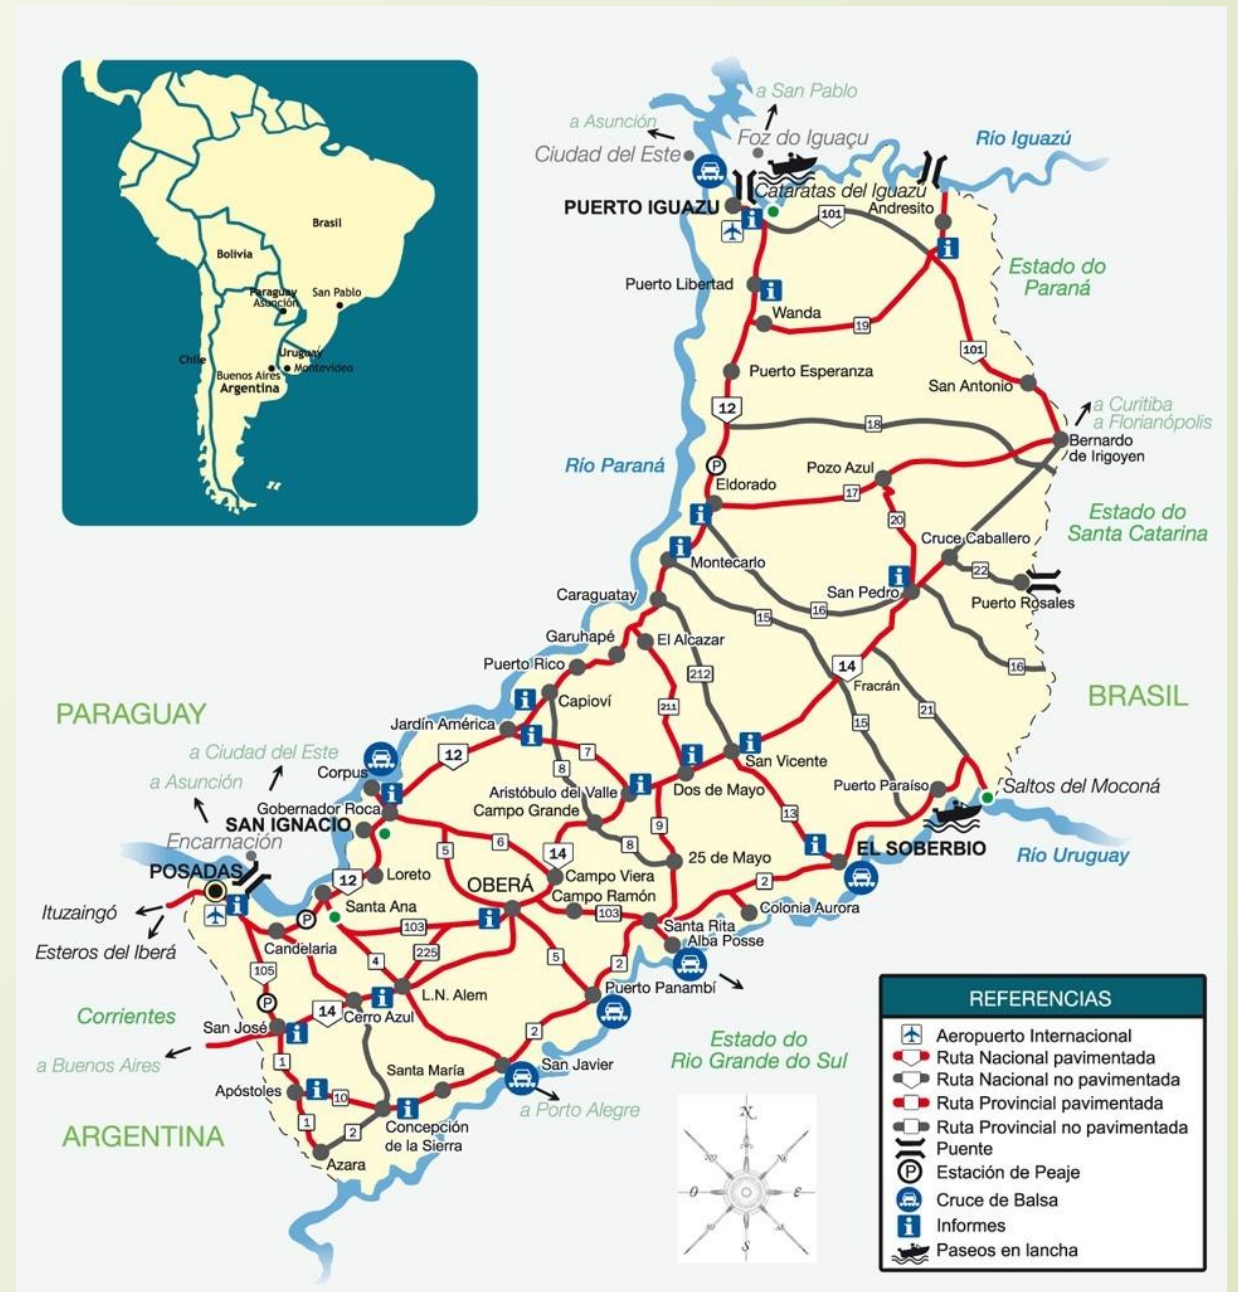 Brasil
Bolivia
Paraguay
Asunción
San Pablo
Chile
Uruguay
Buenos Aires
Montevideo
Argentina
a San Pablo
a Asunción
Foz do Iguaçu
Ciudad del Este
Río Iguazú
Cataratas del Iguazú
PUERTO IGUAZU
101
Andresito
Estado do
Paraná
Puerto Libertad
Wanda
19
101
Puerto Esperanza
San Antonio
12
a Curitiba
a Florianópolis
18
Bernardo
de Irigoyen
Río Paraná
P
Pozo Azul
Eldorado
17
20
Estado do
Santa Catarina
Cruce Caballero
Montecarlo
22
San Pedro
Puerto Rosales
Caraguatay
16
15
Garuhapé
El Alcazar
Puerto Rico
212
14
16
Fracrán
Capioví
211
21
15
BRASIL
PARAGUAY
Jardín América
12
7
a Ciudad del Este
San Vicente
Corpus
8
a Asunción
Aristóbulo del Valle
Dos de Mayo
Puerto Paraíso
Saltos del Moconá
Gobernador Roca
Campo Grande
13
SAN IGNACIO
9
Encarnación
5
6
8
14
25 de Mayo
EL SOBERBIO
Río Uruguay
POSADAS
12
Loreto
Campo Viera
2
OBERÁ
Campo Ramón
Ituzaingó
Santa Ana
103
Colonia Aurora
P
103
Santa Rita
Esteros del Iberá
Candelaria
225
Alba Posse
105
4
5
2
Puerto Panambí
L.N. Alem
P
14
Cerro Azul
Corrientes
San José
2
Estado do
Rio Grande do Sul
a Buenos Aires
1
Santa María
San Javier
Apóstoles
10
a Porto Alegre
1
2
Concepción
de la Sierra
ARGENTINA
Azara
N
O
E
S
REFERENCIAS
Aeropuerto Internacional
Ruta Nacional pavimentada
Ruta Nacional no pavimentada
Ruta Provincial pavimentada
Ruta Provincial no pavimentada
Puente
P Estación de Peaje
Cruce de Balsa
i Informes
Paseos en lancha